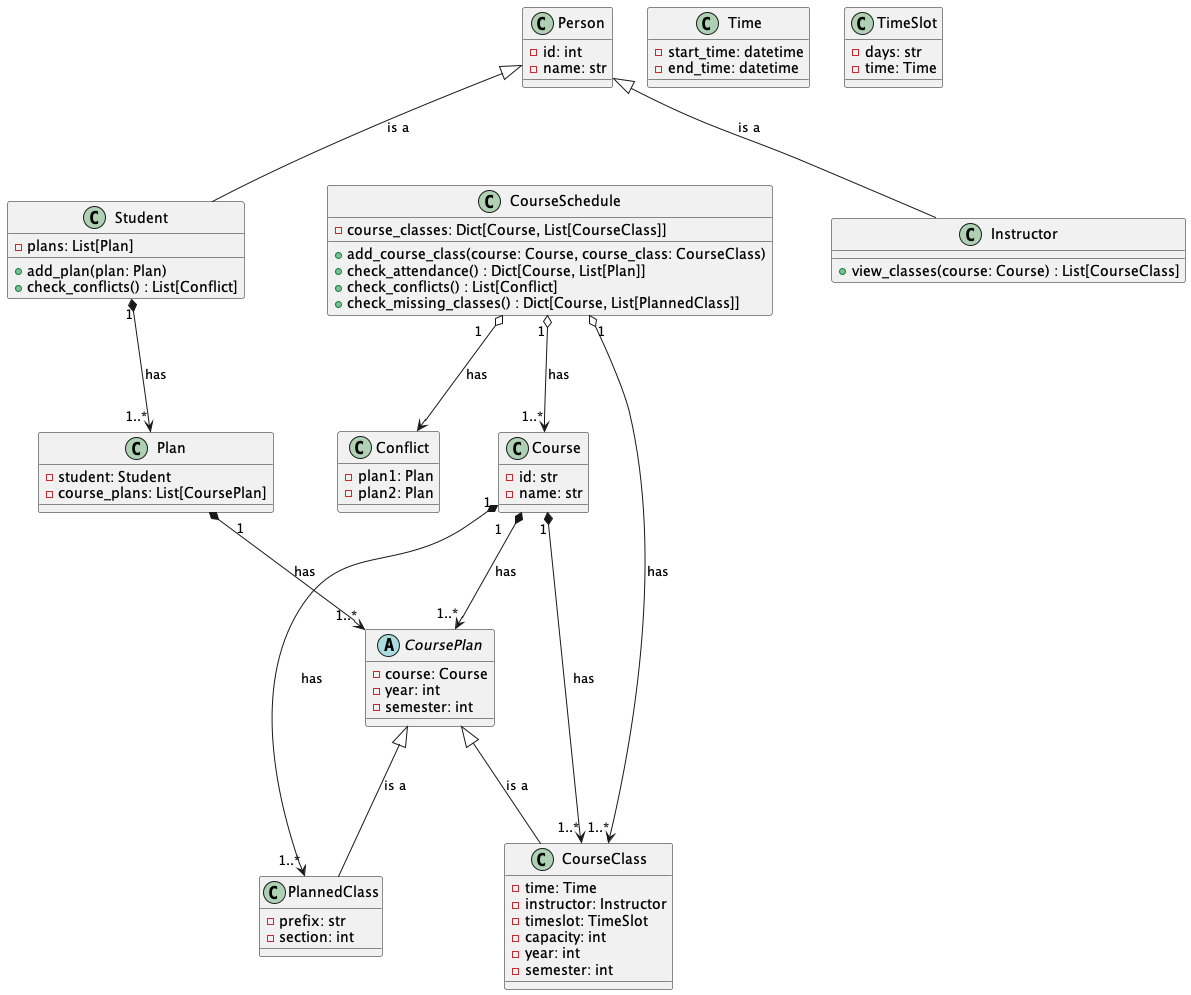 C Person
id: int
name: str
C Time
start_time: datetime
end_time: datetime
C TimeSlot
days: str
time: Time
is a
is a
C Student
plans: List[Plan]
add_plan(plan: Plan)
check_conflicts() : List[Conflict]
C CourseSchedule
course_classes: Dict[Course, List[CourseClass]]
add_course_class(course: Course, course_class: CourseClass)
check_attendance() : Dict[Course, List[Plan]]
check_conflicts() : List[Conflict]
check_missing_classes() : Dict[Course, List[PlannedClass]]
C Instructor
view_classes(course: Course) : List[CourseClass]
1
1
1
1
has
has
has
1..*
1..*
C Plan
student: Student
course_plans: List[CoursePlan]
C Conflict
plan1: Plan
plan2: Plan
C Course
id: str
name: str
1
1
1
1
has
has
has
1..*
1..*
A CoursePlan
course: Course
year: int
semester: int
has
has
is a
is a
1..*
1..*
1..*
C PlannedClass
prefix: str
section: int
C CourseClass
time: Time
instructor: Instructor
timeslot: TimeSlot
capacity: int
year: int
semester: int